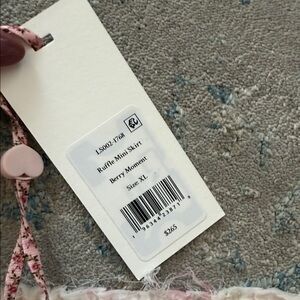 LS002-1768
Ruffle Mini Skirt
Berry Moment
Size: XL
$265